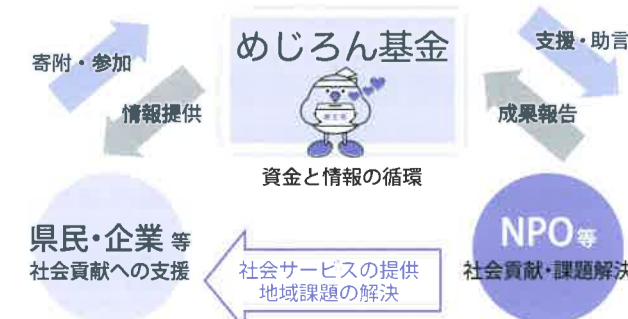 めじろん基金
寄附・参加
支援・助言
情報提供
成果報告
資金と情報の循環
県民・企業 等
社会貢献への支援
社会サービスの提供
地域課題の解決
NPO等
社会貢献・課題解決